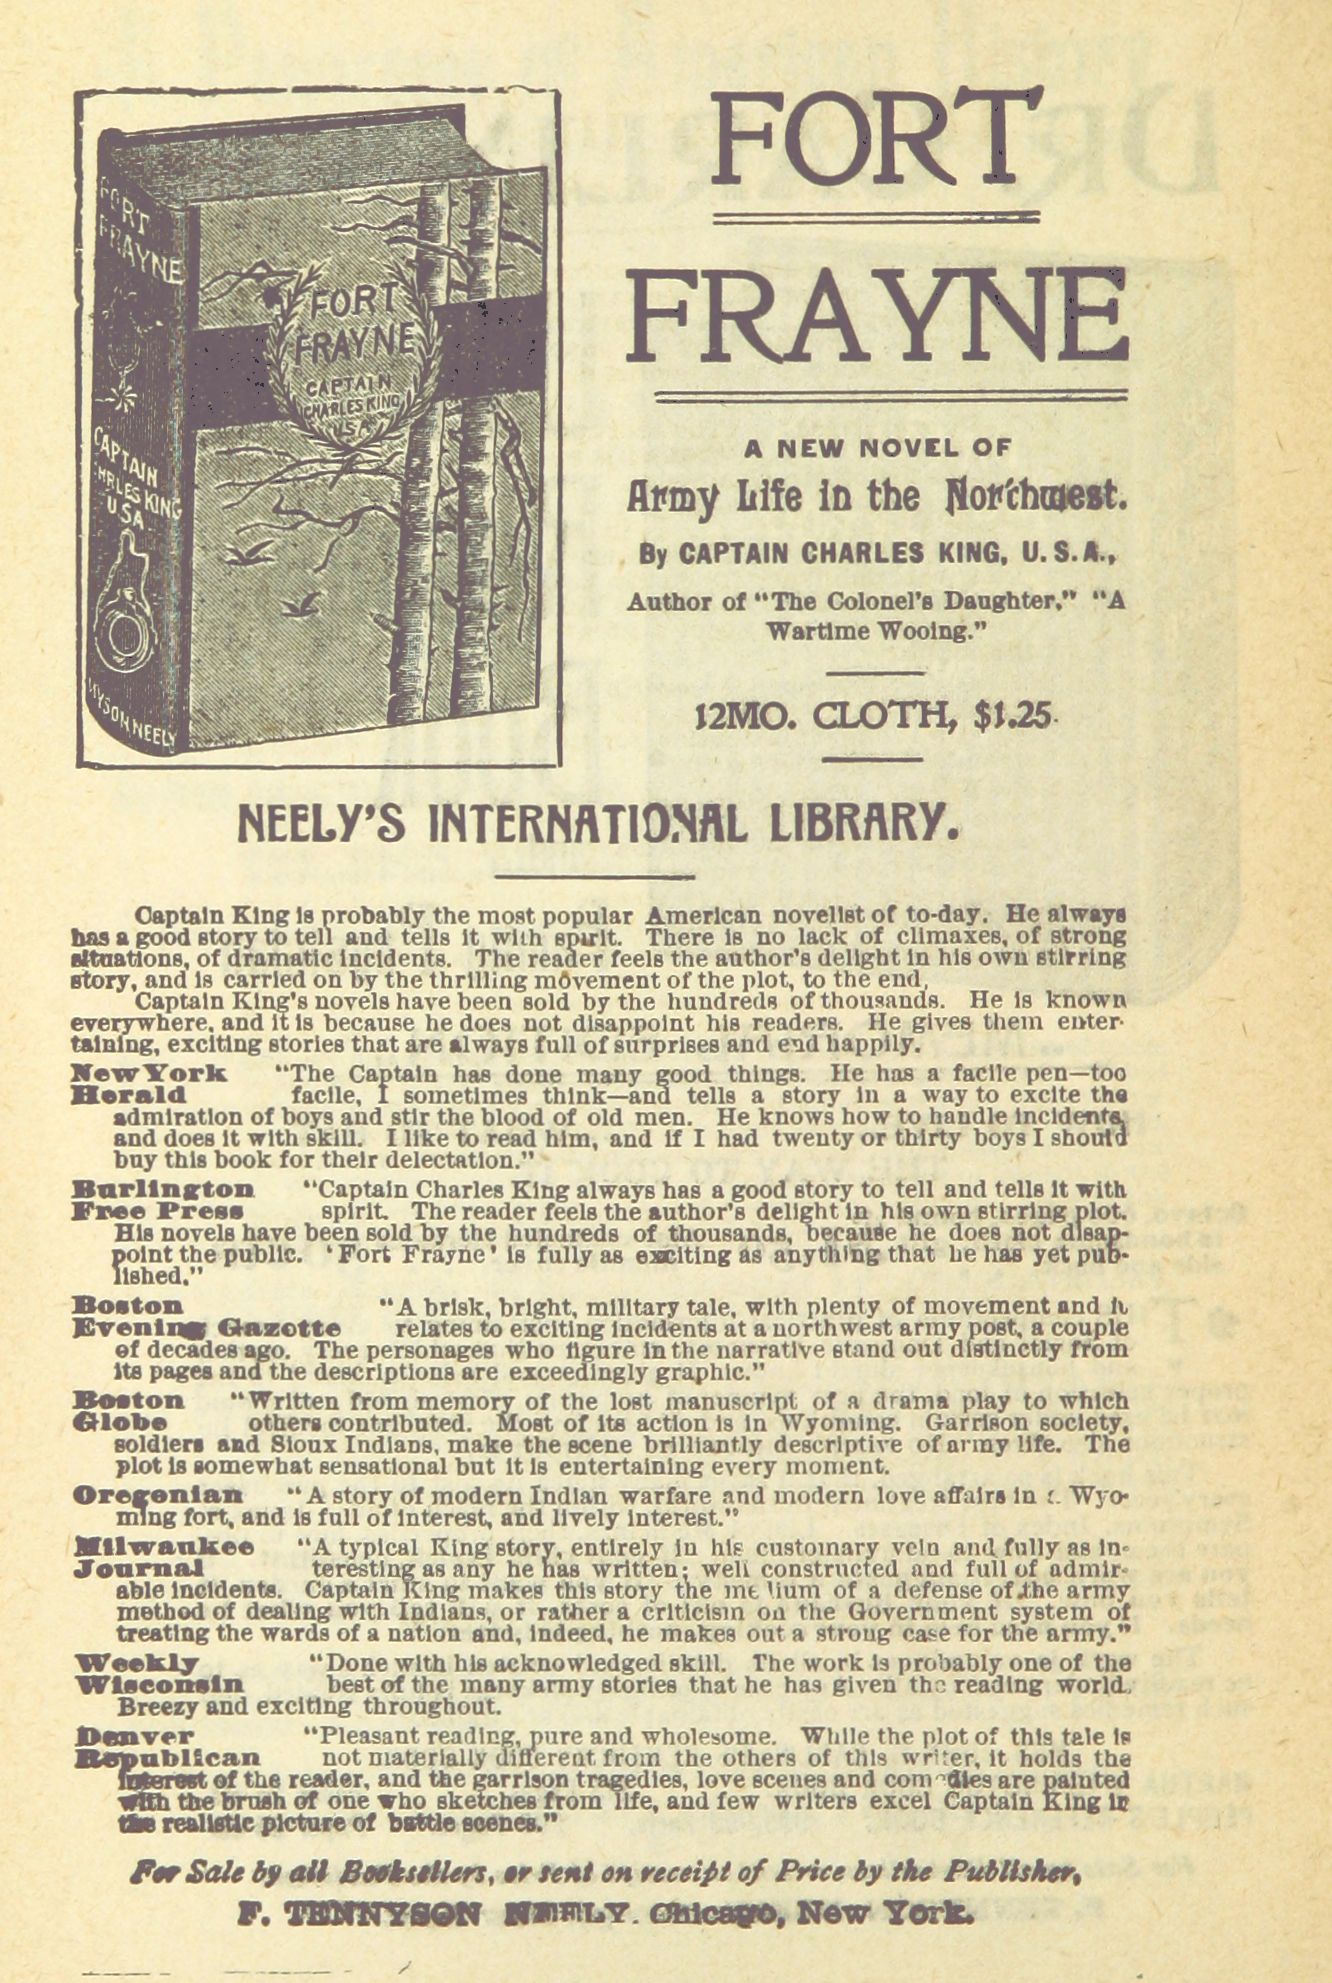 FORT
FRAYNE
CAPTAIN
CHARLES KING
USA
NEELY
FORT
FRAYNE
CAPTAIN
CHARLES KING
U.S.A.
FORT
FRAYNE
A NEW NOVEL OF
Army Life in the Northwest.
By CAPTAIN CHARLES KING, U. S. A.,
Author of "The Colonel's Daughter," "A
Wartime Wooing."
12MO. CLOTH, $1.25.
NEELY'S INTERNATIONAL LIBRARY.
Captain King is probably the most popular American novelist of to-day. He always
has a good story to tell and tells it with spirit. There is no lack of climaxes, of strong
situations, of dramatic incidents. The reader feels the author's delight in his own stirring
story, and is carried on by the thrilling movement of the plot, to the end,
Captain King's novels have been sold by the hundreds of thousands. He is known
everywhere, and it is because he does not disappoint his readers. He gives them enter-
taining, exciting stories that are always full of surprises and end happily.
New York "The Captain has done many good things. He has a facile pen—too
Herald facile, I sometimes think—and tells a story in a way to excite the
admiration of boys and stir the blood of old men. He knows how to handle incidents
and does it with skill. I like to read him, and if I had twenty or thirty boys I should
buy this book for their delectation."
Burlington "Captain Charles King always has a good story to tell and tells it with
Free Press spirit. The reader feels the author's delight in his own stirring plot.
His novels have been sold by the hundreds of thousands, because he does not disap-
point the public. 'Fort Frayne' is fully as exciting as anything that he has yet pub-
lished."
Boston "A brisk, bright, military tale, with plenty of movement and it
Evening Gazette relates to exciting incidents at a northwest army post, a couple
of decades ago. The personages who figure in the narrative stand out distinctly from
its pages and the descriptions are exceedingly graphic."
Boston "Written from memory of the lost manuscript of a drama play to which
Globe others contributed. Most of its action is in Wyoming. Garrison society,
soldiers and Sioux Indians, make the scene brilliantly descriptive of army life. The
plot is somewhat sensational but it is entertaining every moment.
Oregonian "A story of modern Indian warfare and modern love affairs in a Wyo-
ming fort, and is full of interest, and lively interest."
Milwaukee "A typical King story, entirely in his customary vein and fully as in-
Journal teresting as any he has written; well constructed and full of admir-
able incidents. Captain King makes this story the medium of a defense of the army
method of dealing with Indians, or rather a criticism on the Government system of
treating the wards of a nation and, indeed, he makes out a strong case for the army."
Weekly "Done with his acknowledged skill. The work is probably one of the
Wisconsin best of the many army stories that he has given the reading world.
Breezy and exciting throughout.
Denver "Pleasant reading, pure and wholesome. While the plot of this tale is
Republican not materially different from the others of this writer, it holds the
interest of the reader, and the garrison tragedies, love scenes and comedies are painted
with the brush of one who sketches from life, and few writers excel Captain King in
the realistic picture of battle scenes."
For Sale by all Booksellers, or sent on receipt of Price by the Publisher,
F. TENNYSON NEELY. Chicago, New York.